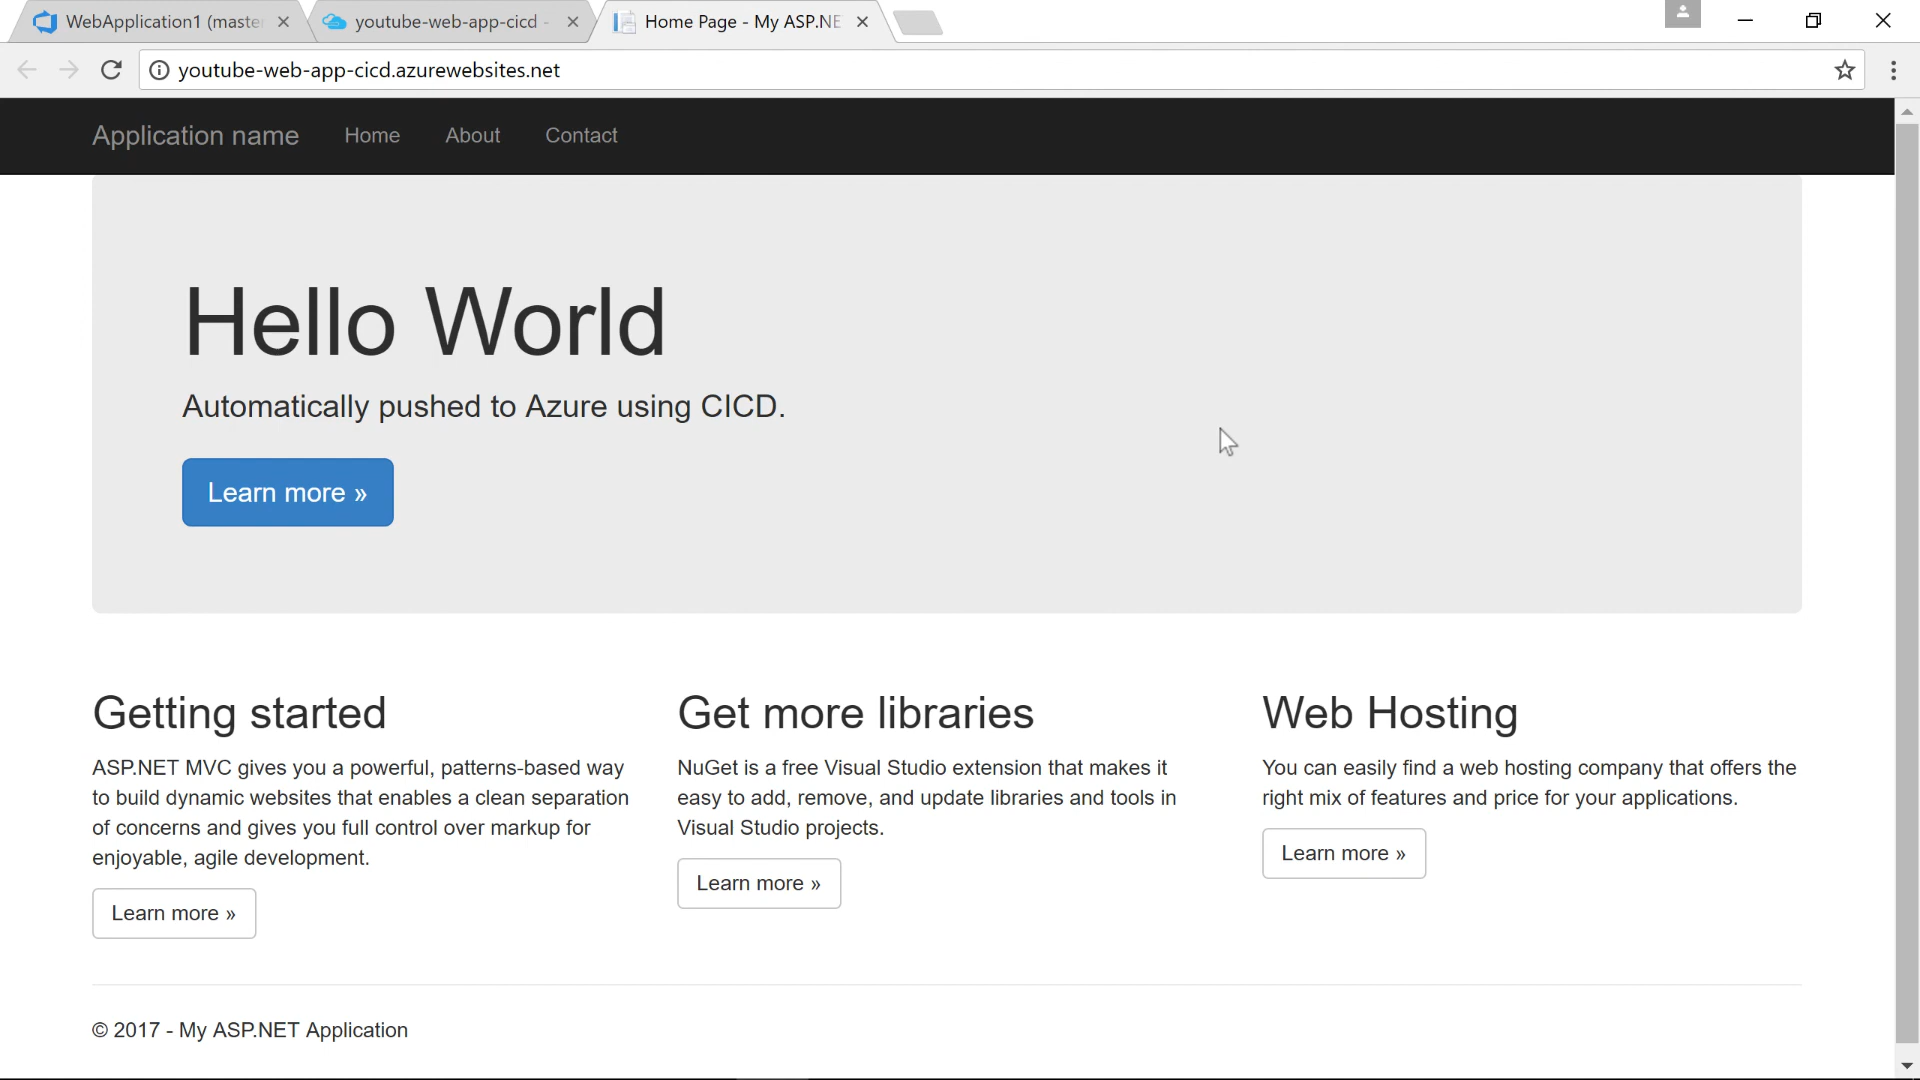 WebApplication1 (maste
youtube-web-app-cicd -
Home Page - My ASP.NE
youtube-web-app-cicd.azurewebsites.net
Application name
Home
About
Contact
Hello World
Automatically pushed to Azure using CICD.
Learn more »
Getting started
ASP.NET MVC gives you a powerful, patterns-based way
to build dynamic websites that enables a clean separation
of concerns and gives you full control over markup for
enjoyable, agile development.
Learn more »
Get more libraries
NuGet is a free Visual Studio extension that makes it
easy to add, remove, and update libraries and tools in
Visual Studio projects.
Learn more »
Web Hosting
You can easily find a web hosting company that offers the
right mix of features and price for your applications.
Learn more »
© 2017 - My ASP.NET Application